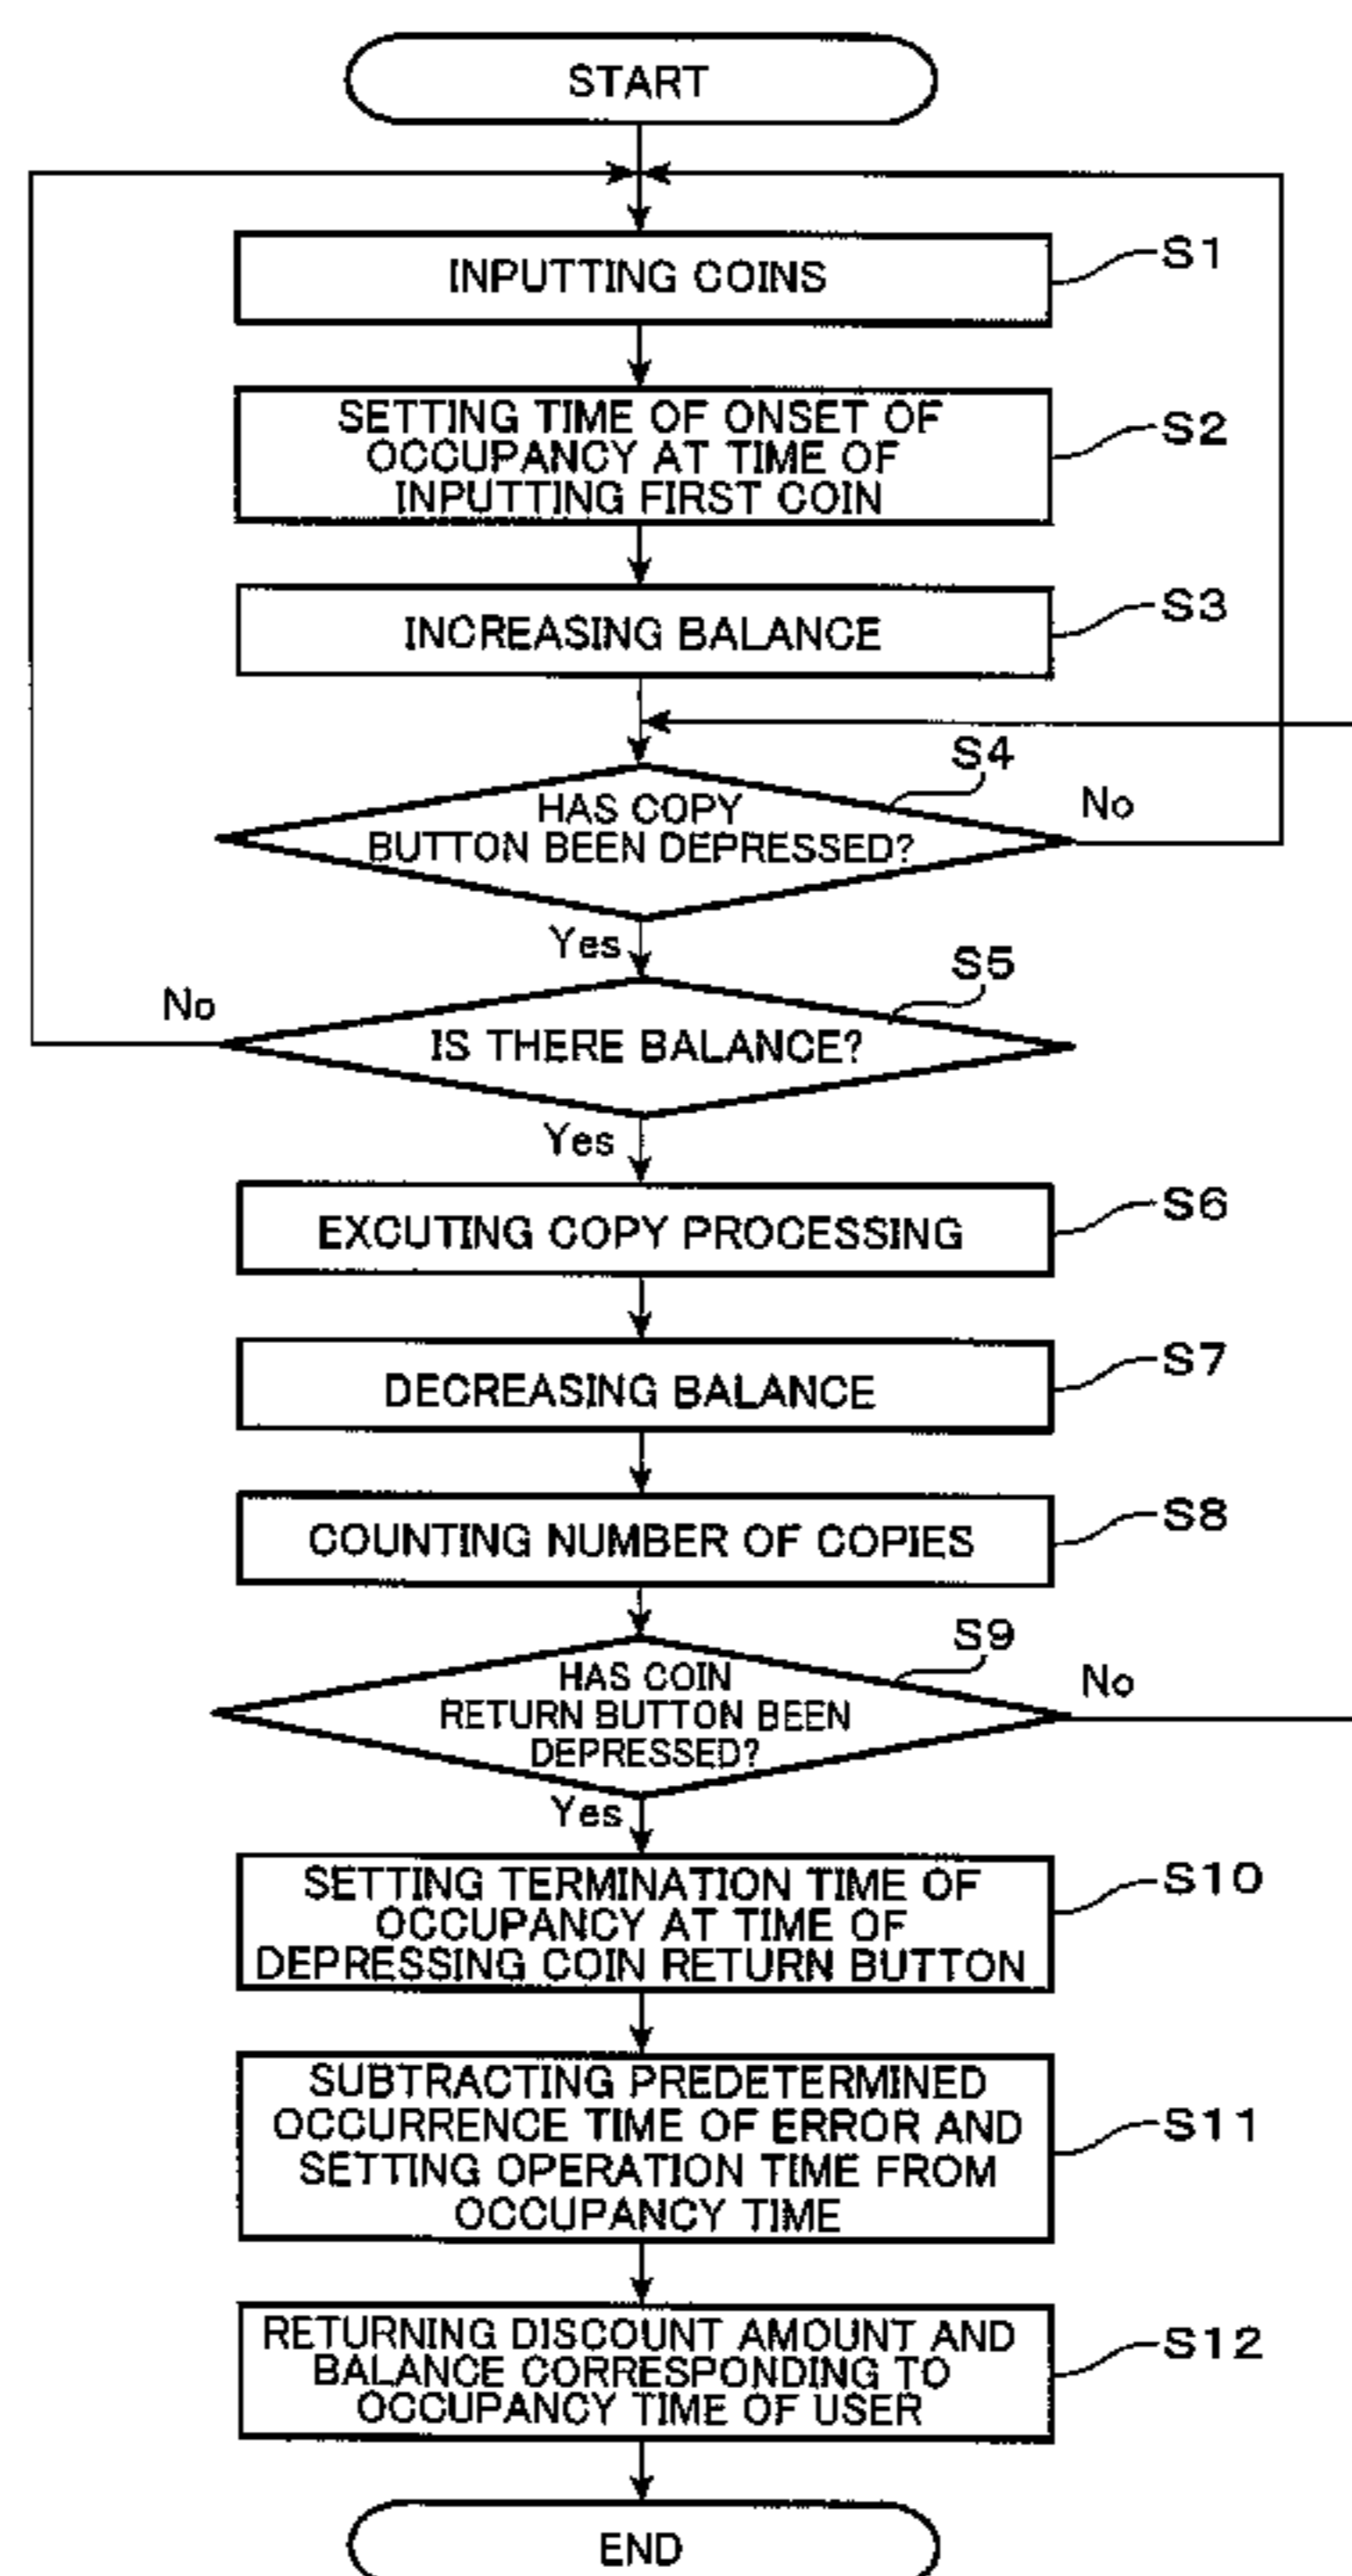 START
INPUTTING COINS
S1
SETTING TIME OF ONSET OF
OCCUPANCY AT TIME OF
INPUTTING FIRST COIN
S2
INCREASING BALANCE
S3
S4
HAS COPY
BUTTON BEEN DEPRESSED?
No
Yes
S5
No
IS THERE BALANCE?
Yes
EXCUTING COPY PROCESSING
S6
DECREASING BALANCE
S7
COUNTING NUMBER OF COPIES
S8
S9
HAS COIN
RETURN BUTTON BEEN
DEPRESSED?
No
Yes
SETTING TERMINATION TIME OF
OCCUPANCY AT TIME OF
DEPRESSING COIN RETURN BUTTON
S10
SUBTRACTING PREDETERMINED
OCCURRENCE TIME OF ERROR AND
SETTING OPERATION TIME FROM
OCCUPANCY TIME
S11
RETURNING DISCOUNT AMOUNT AND
BALANCE CORRESPONDING TO
OCCUPANCY TIME OF USER
S12
END